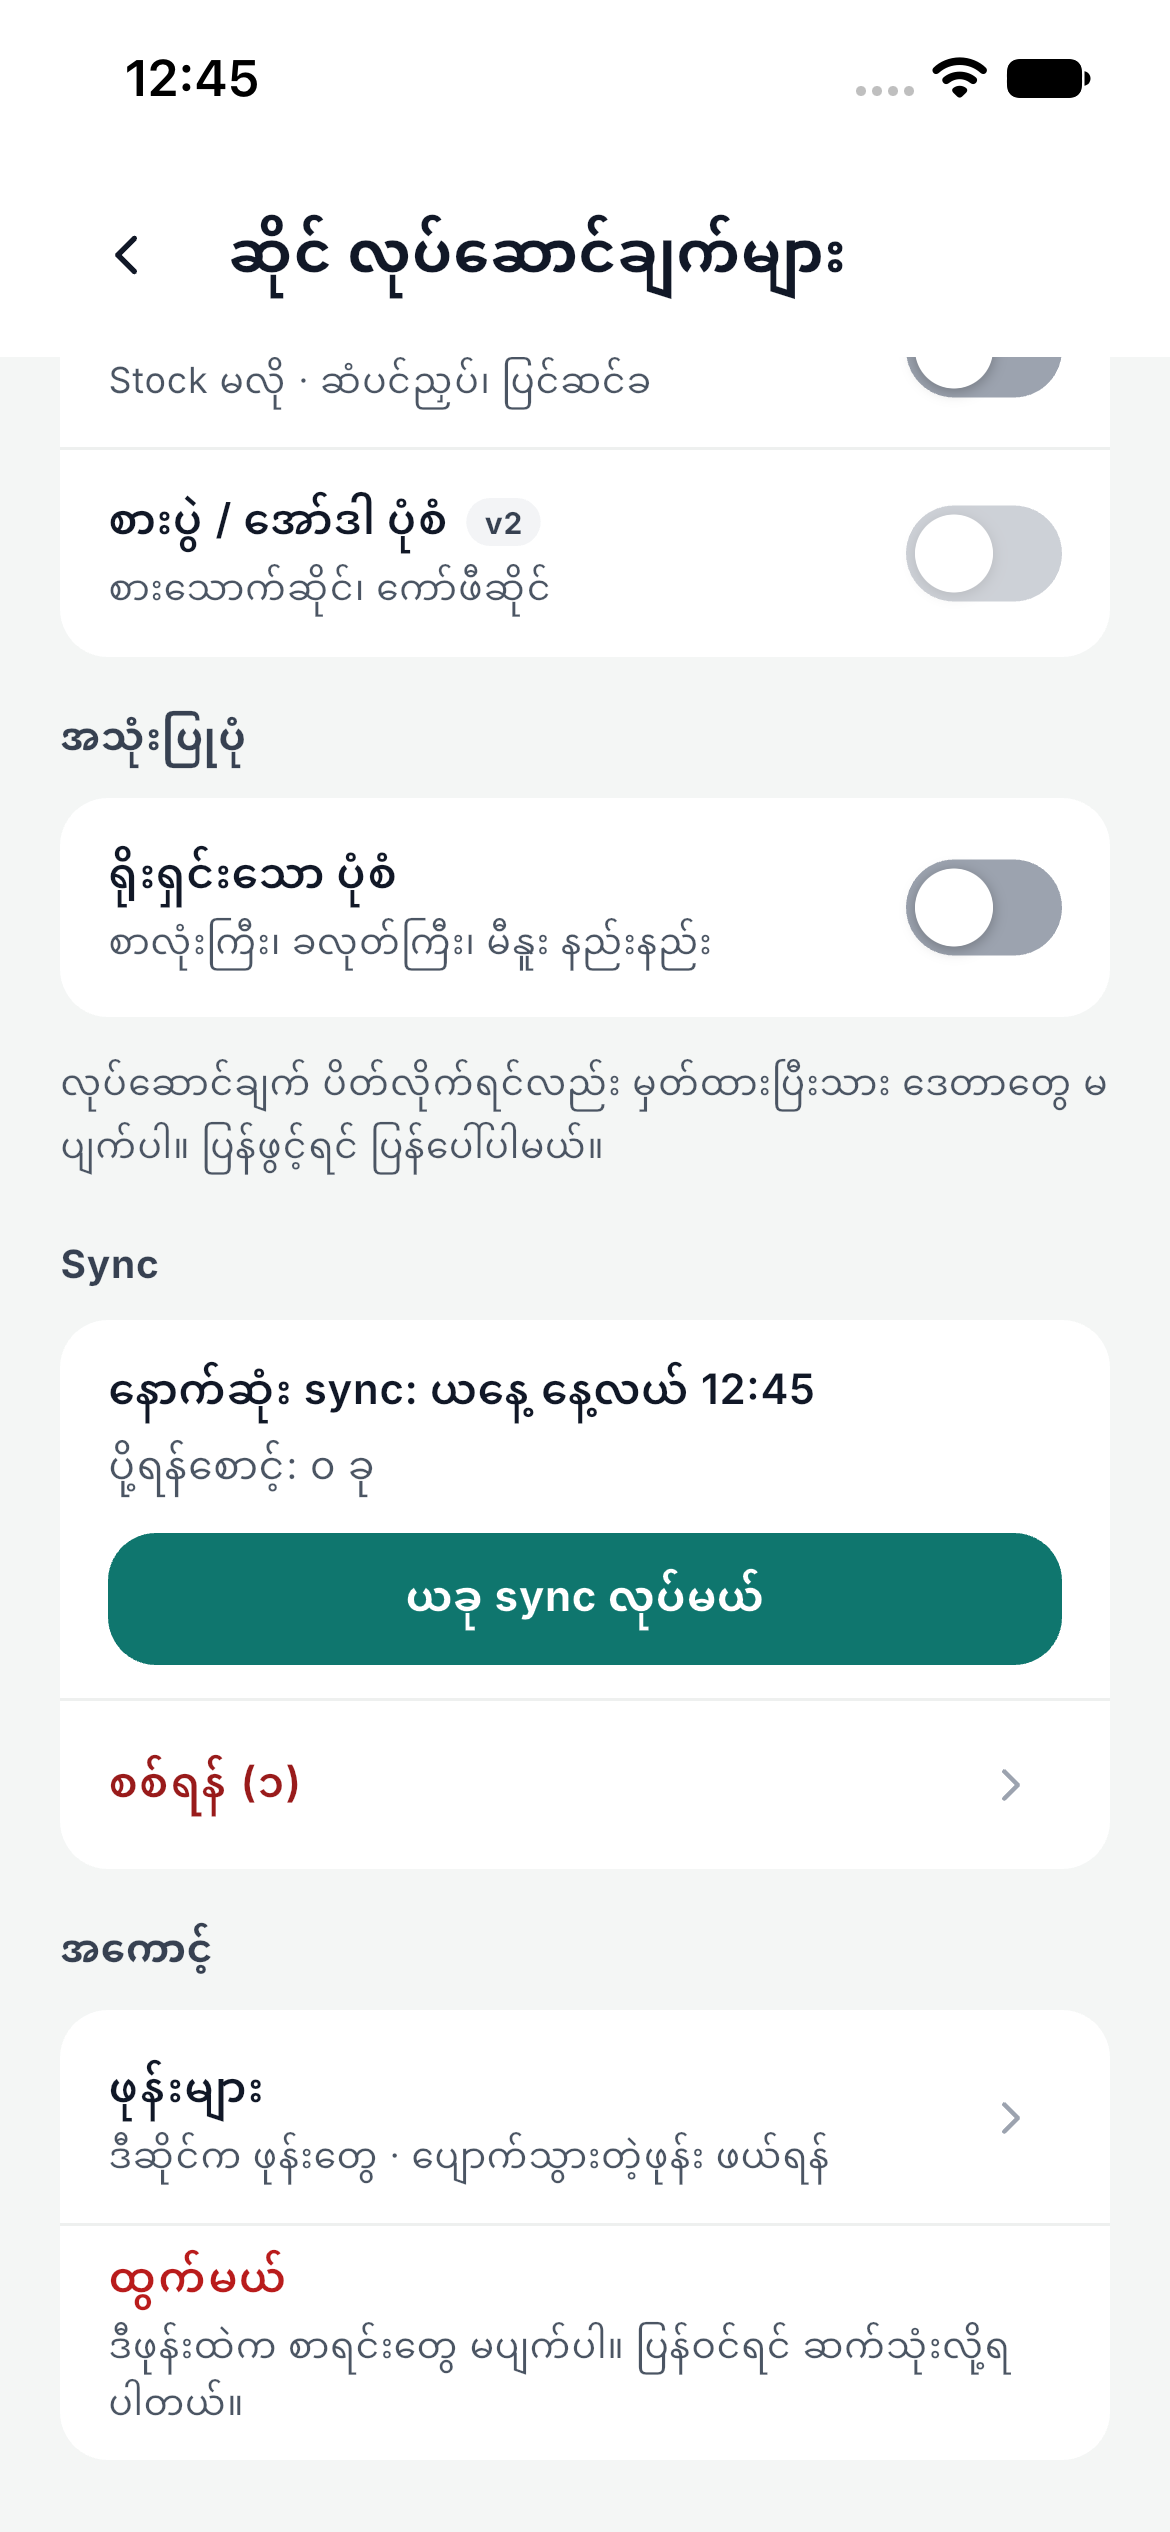 12:45
ဆိုင် လုပ်ဆောင်ချက်များ
Stock မလို · ဆံပင်ညှပ်၊ ပြင်ဆင်ခ
စားပွဲ / အော်ဒါ ပုံစံ v2
စားသောက်ဆိုင်၊ ကော်ဖီဆိုင်
အသုံးပြုပုံ
ရိုးရှင်းသော ပုံစံ
စာလုံးကြီး၊ ခလုတ်ကြီး၊ မီနူး နည်းနည်း
လုပ်ဆောင်ချက် ပိတ်လိုက်ရင်လည်း မှတ်ထားပြီးသား ဒေတာတွေ မ
ပျက်ပါ။ ပြန်ဖွင့်ရင် ပြန်ပေါ်ပါမယ်။
Sync
နောက်ဆုံး sync: ယနေ့ နေ့လယ် 12:45
ပို့ရန်စောင့်: ၀ ခု
ယခု sync လုပ်မယ်
စစ်ရန် (၁)
အကောင့်
ဖုန်းများ
ဒီဆိုင်က ဖုန်းတွေ · ပျောက်သွားတဲ့ဖုန်း ဖယ်ရန်
ထွက်မယ်
ဒီဖုန်းထဲက စာရင်းတွေ မပျက်ပါ။ ပြန်ဝင်ရင် ဆက်သုံးလို့ရ
ပါတယ်။